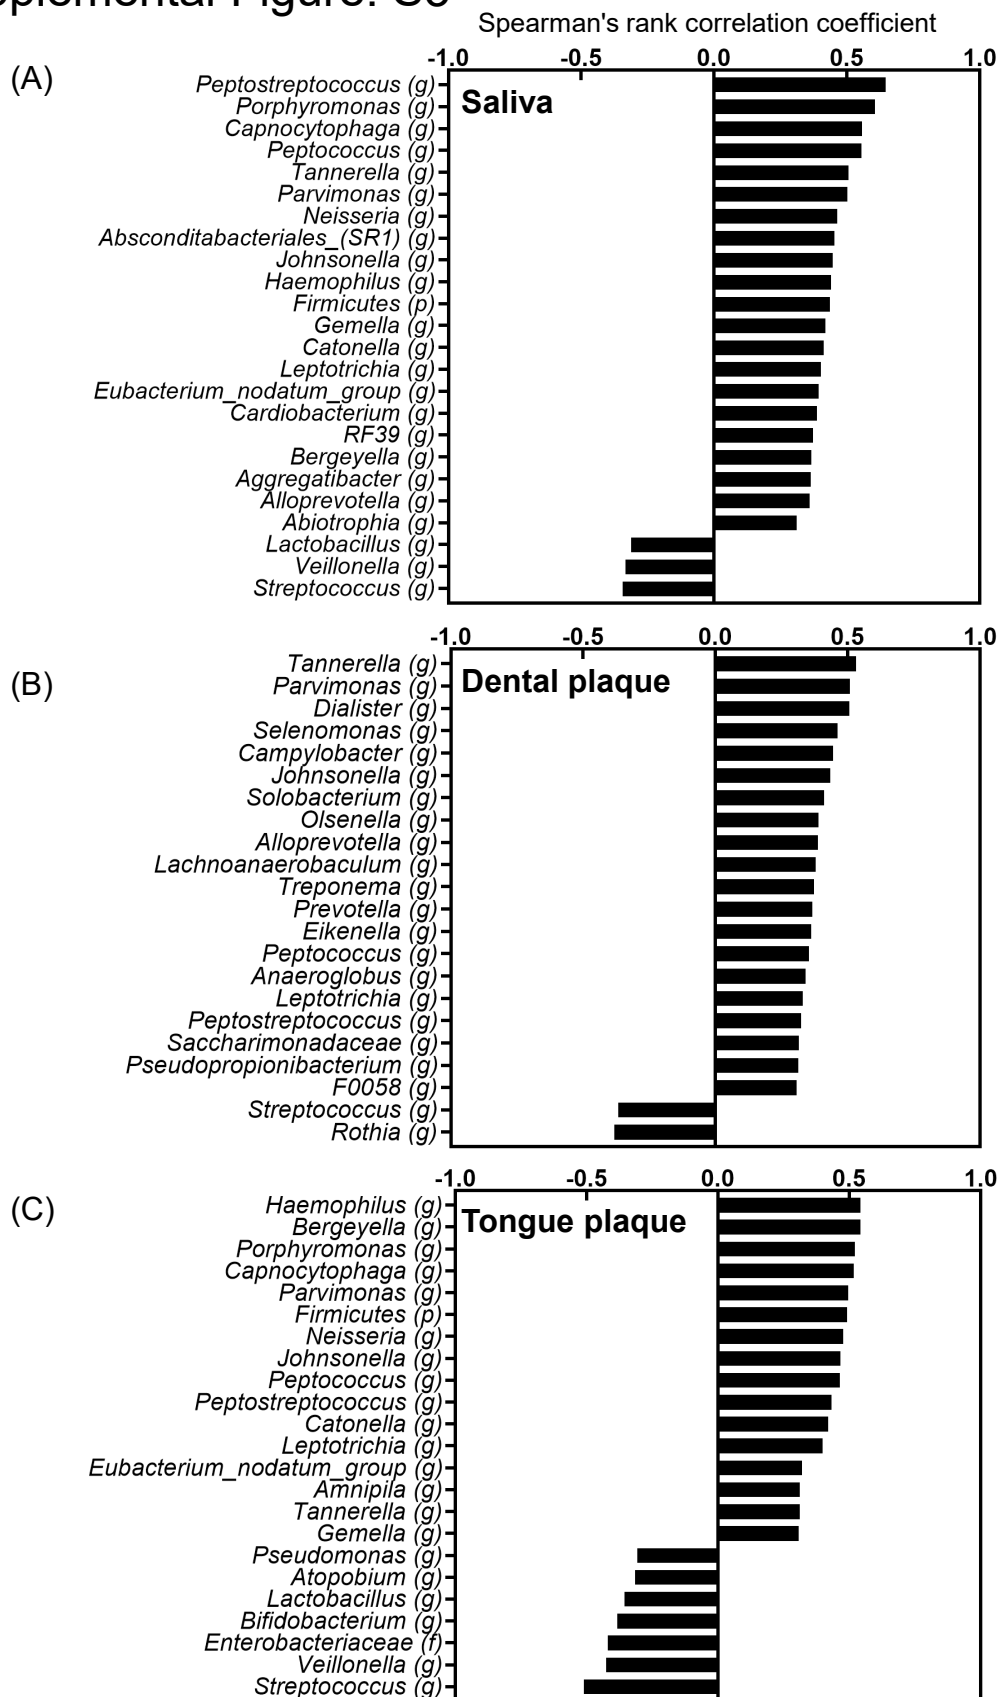 Spearman's rank correlation coefficient
(A)
-1.0 -0.5 0.0 0.5 1.0
Saliva
Peptostreptococcus (g)
Porphyromonas (g)
Capnocytophaga (g)
Peptococcus (g)
Tannerella (g)
Parvimonas (g)
Neisseria (g)
Absconditabacteriales_(SR1) (g)
Johnsonella (g)
Haemophilus (g)
Firmicutes (p)
Gemella (g)
Catonella (g)
Leptotrichia (g)
Eubacterium_nodatum_group (g)
Cardiobacterium (g)
RF39 (g)
Bergeyella (g)
Aggregatibacter (g)
Alloprevotella (g)
Abiotrophia (g)
Lactobacillus (g)
Veillonella (g)
Streptococcus (g)
(B)
-1.0 -0.5 0.0 0.5 1.0
Dental plaque
Tannerella (g)
Parvimonas (g)
Dialister (g)
Selenomonas (g)
Campylobacter (g)
Johnsonella (g)
Solobacterium (g)
Olsenella (g)
Alloprevotella (g)
Lachnoanaerobaculum (g)
Treponema (g)
Prevotella (g)
Eikenella (g)
Peptococcus (g)
Anaeroglobus (g)
Leptotrichia (g)
Peptostreptococcus (g)
Saccharimonadaceae (g)
Pseudopropionibacterium (g)
F0058 (g)
Streptococcus (g)
Rothia (g)
(C)
-1.0 -0.5 0.0 0.5 1.0
Tongue plaque
Haemophilus (g)
Bergeyella (g)
Porphyromonas (g)
Capnocytophaga (g)
Parvimonas (g)
Firmicutes (p)
Neisseria (g)
Johnsonella (g)
Peptococcus (g)
Peptostreptococcus (g)
Catonella (g)
Leptotrichia (g)
Eubacterium_nodatum_group (g)
Amnipila (g)
Tannerella (g)
Gemella (g)
Pseudomonas (g)
Atopobium (g)
Lactobacillus (g)
Bifidobacterium (g)
Enterobacteriaceae (f)
Veillonella (g)
Streptococcus (g)